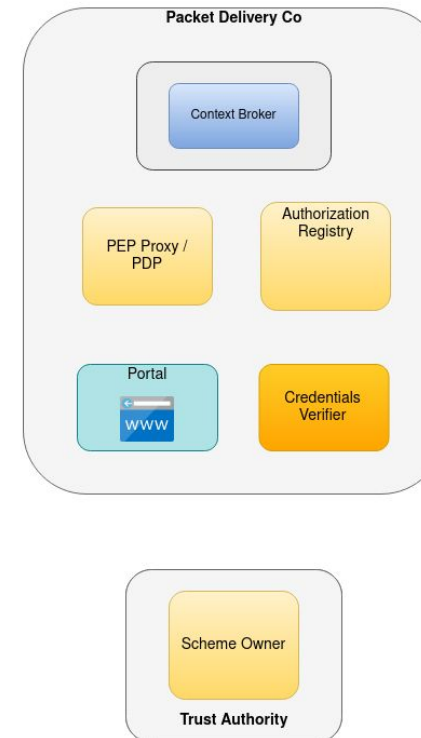 Packet Delivery Co
Context Broker
PEP Proxy /
PDP
Authorization
Registry
Portal
www
Credentials
Verifier
Scheme Owner
Trust Authority